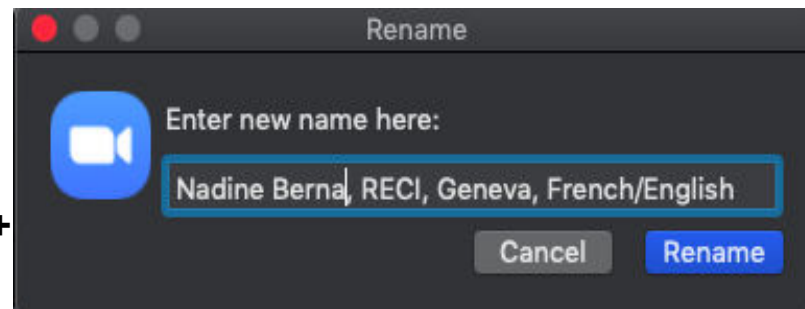 Rename
Enter new name here:
Nadine Berna, RECI, Geneva, French/English
+
Cancel Rename